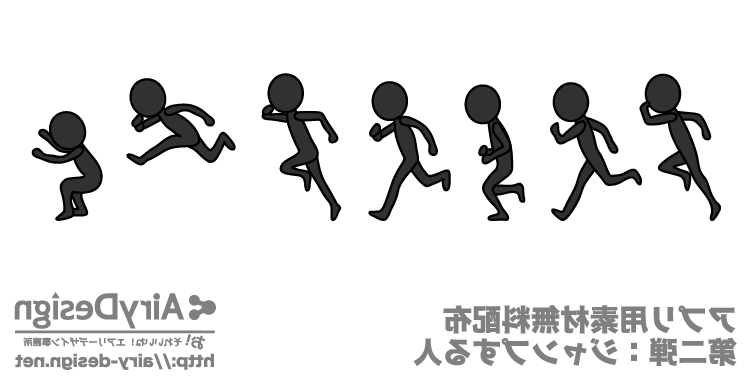 アプリ用素材無料配布
第二弾：ジャンプする人
AiryDesign
お!それいいね！エアリーデザイン事務所
http://airy-design.net